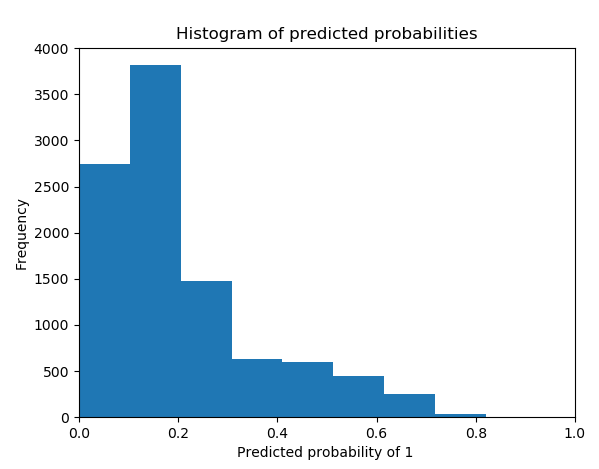 Histogram of predicted probabilities
4000
3500
3000
2500
2000
1500
1000
500
0
Frequency
0.0 0.2 0.4 0.6 0.8 1.0
Predicted probability of 1